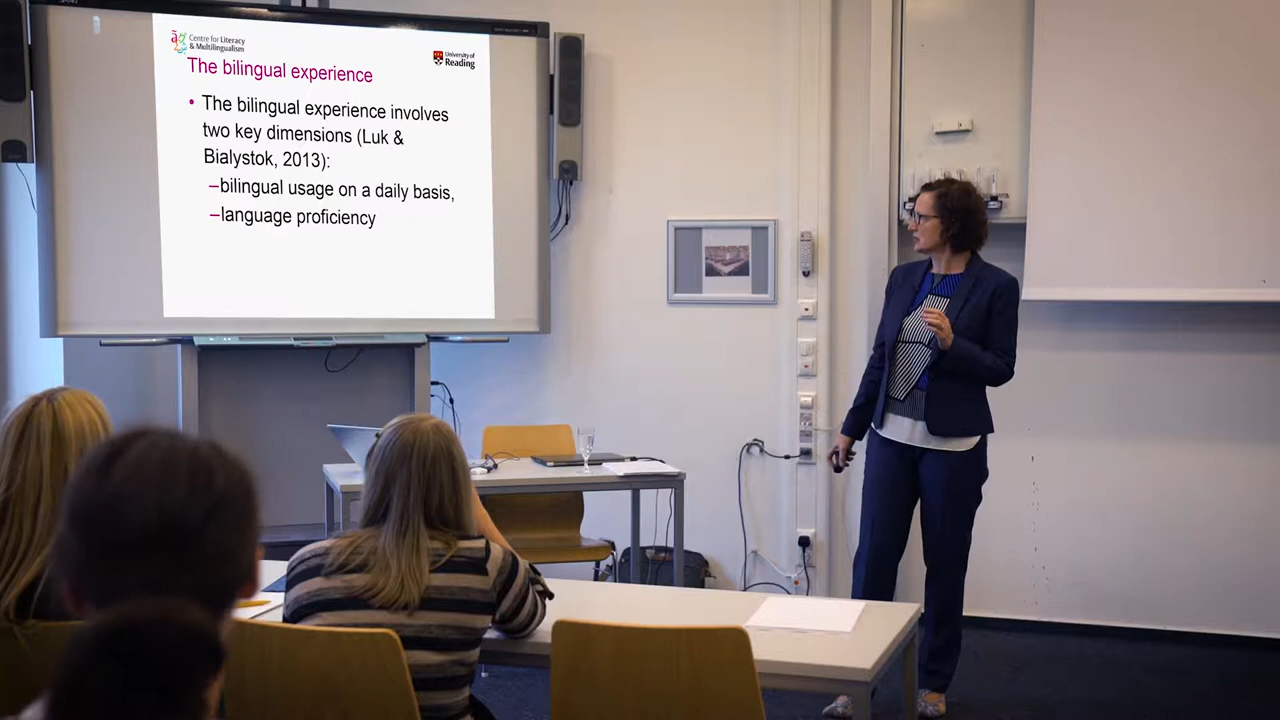 Centre for Literacy
& Multilingualism
University of
Reading
The bilingual experience
• The bilingual experience involves
two key dimensions (Luk &
Bialystok, 2013):
–bilingual usage on a daily basis,
–language proficiency